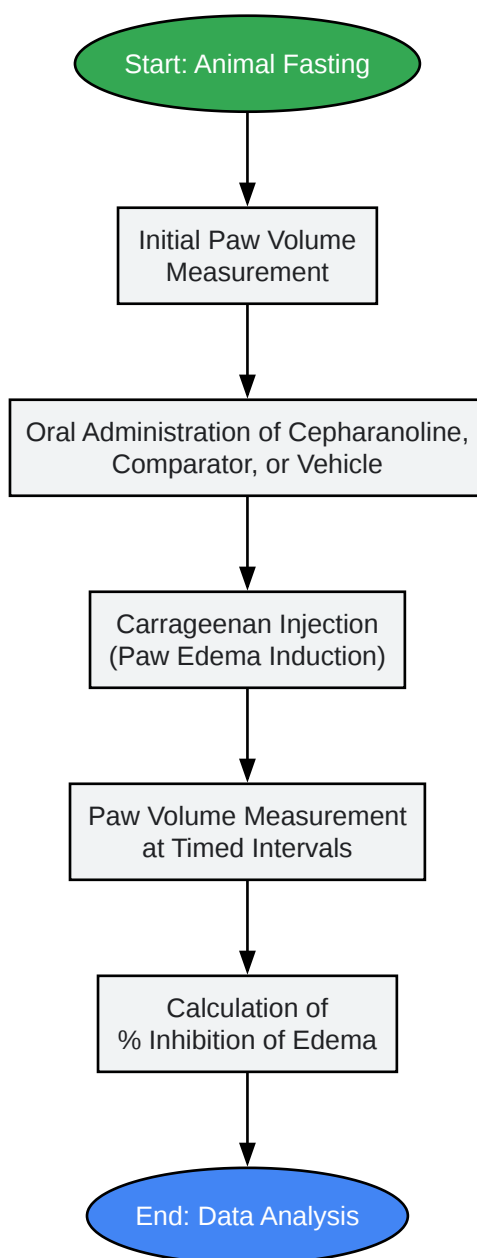 Start: Animal Fasting
Initial Paw Volume
Measurement
Oral Administration of Cepharanoline,
Comparator, or Vehicle
Carrageenan Injection
(Paw Edema Induction)
Paw Volume Measurement
at Timed Intervals
Calculation of
% Inhibition of Edema
End: Data Analysis